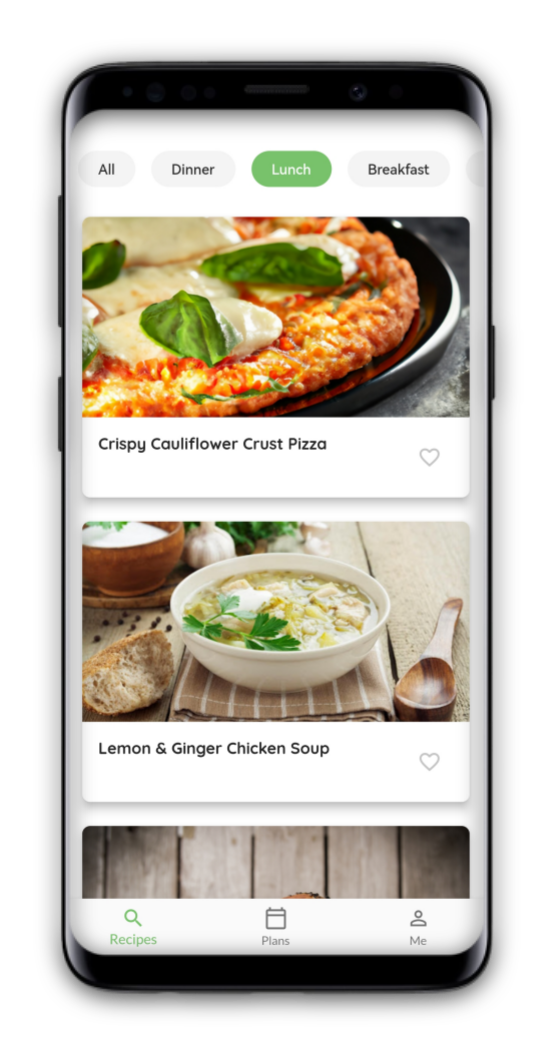 All Dinner Lunch Breakfast
Crispy Cauliflower Crust Pizza
Lemon & Ginger Chicken Soup
Recipes Plans Me